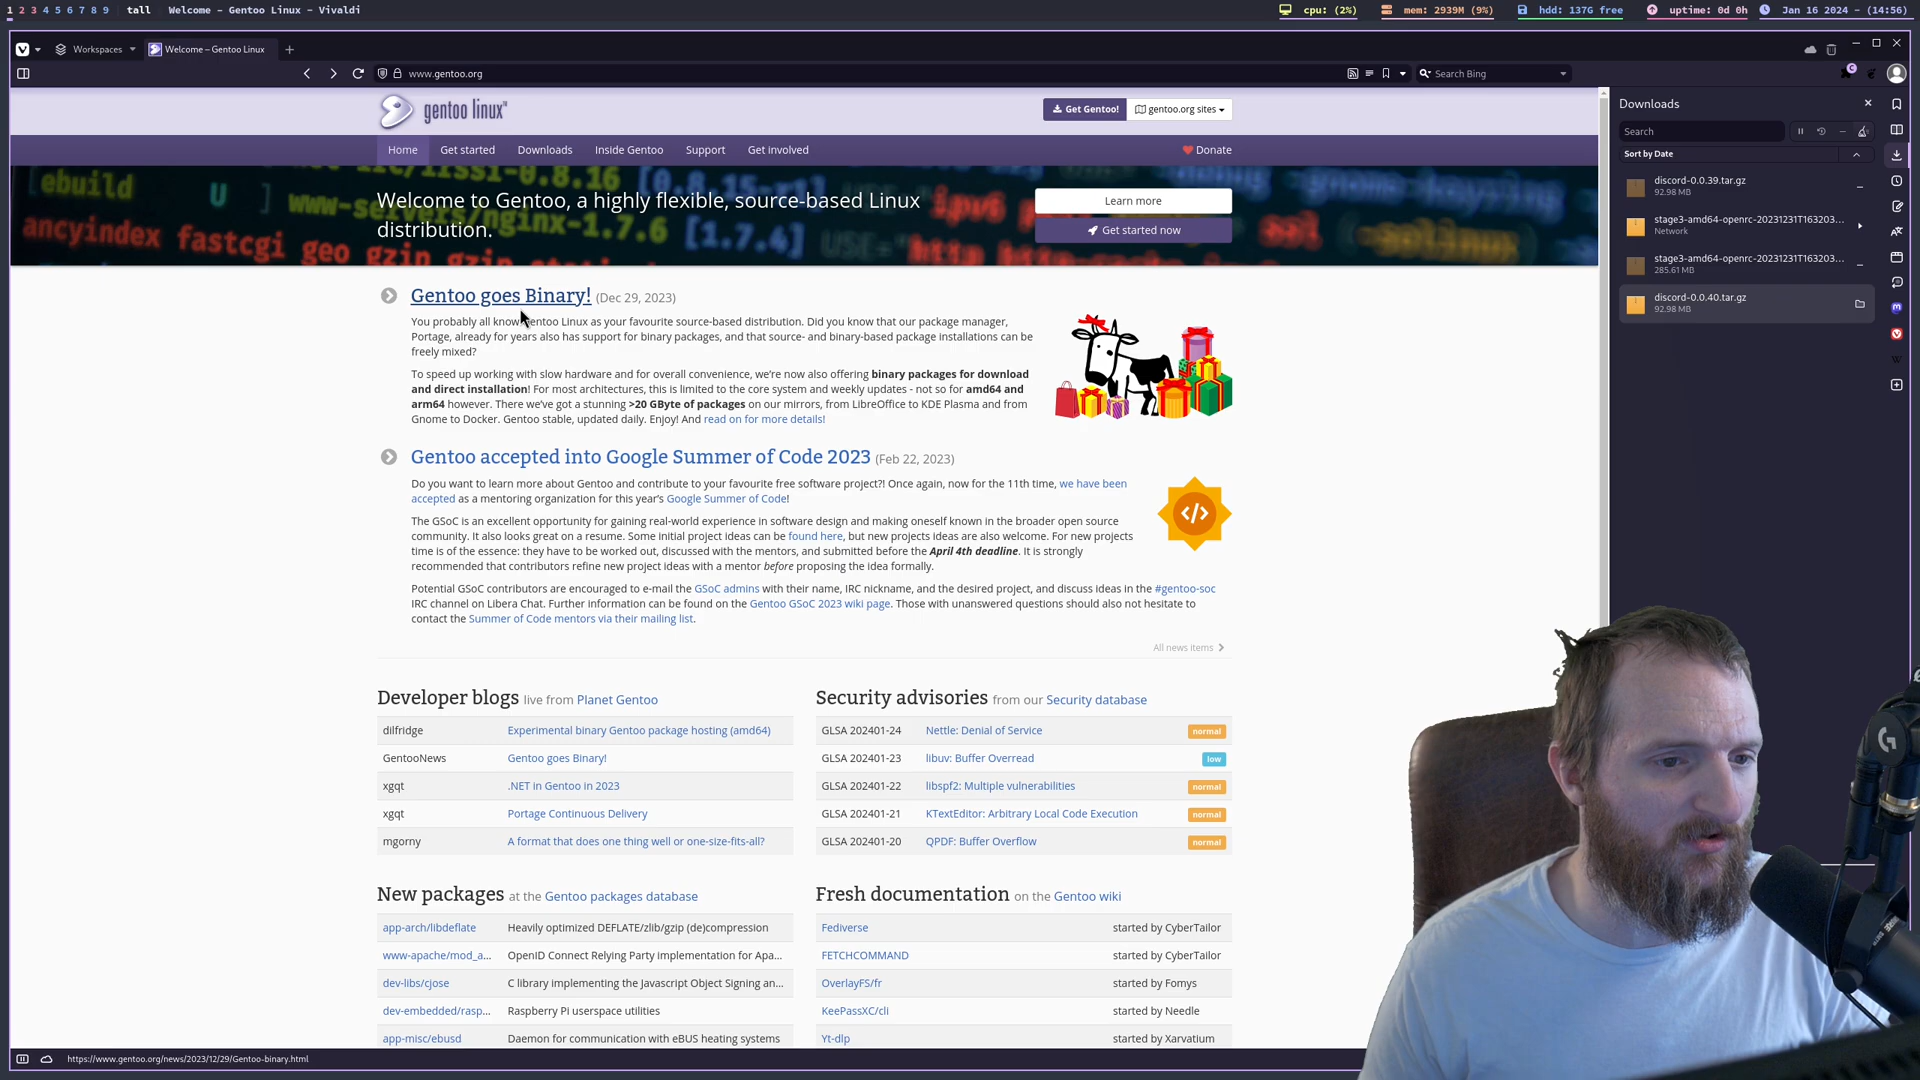 1 2 3 4 5 6 7 8 9 tall Welcome - Gentoo Linux - Vivaldi cpu: (2%) mem: 2939M (9%) hdd: 137G free uptime: 0d 0h Jan 16 2024 - (14:56)
Workspaces Welcome – Gentoo Linux
www.gentoo.org Search Bing
gentoo linux Get Gentoo! gentoo.org sites
Home Get started Downloads Inside Gentoo Support Get involved Donate
Welcome to Gentoo, a highly flexible, source-based Linux
distribution.
Learn more
Get started now
Gentoo goes Binary! (Dec 29, 2023)
You probably all know Gentoo Linux as your favourite source-based distribution. Did you know that our package manager,
Portage, already for years also has support for binary packages, and that source- and binary-based package installations can be
freely mixed?
To speed up working with slow hardware and for overall convenience, we're now also offering binary packages for download
and direct installation! For most architectures, this is limited to the core system and weekly updates - not so for amd64 and
arm64 however. There we've got a stunning >20 GByte of packages on our mirrors, from LibreOffice to KDE Plasma and from
Gnome to Docker. Gentoo stable, updated daily. Enjoy! And read on for more details!
Gentoo accepted into Google Summer of Code 2023 (Feb 22, 2023)
Do you want to learn more about Gentoo and contribute to your favourite free software project?! Once again, now for the 11th time, we have been
accepted as a mentoring organization for this year's Google Summer of Code!
The GSoC is an excellent opportunity for gaining real-world experience in software design and making oneself known in the broader open source
community. It also looks great on a resume. Some initial project ideas can be found here, but new projects ideas are also welcome. For new projects
time is of the essence: they have to be worked out, discussed with the mentors, and submitted before the April 4th deadline. It is strongly
recommended that contributors refine new project ideas with a mentor before proposing the idea formally.
Potential GSoC contributors are encouraged to e-mail the GSoC admins with their name, IRC nickname, and the desired project, and discuss ideas in the #gentoo-soc
IRC channel on Libera Chat. Further information can be found on the Gentoo GSoC 2023 wiki page. Those with unanswered questions should also not hesitate to
contact the Summer of Code mentors via their mailing list.
All news items
Developer blogs live from Planet Gentoo
dilfridge Experimental binary Gentoo package hosting (amd64)
GentooNews Gentoo goes Binary!
xgqt .NET in Gentoo in 2023
xgqt Portage Continuous Delivery
mgorny A format that does one thing well or one-size-fits-all?
Security advisories from our Security database
GLSA 202401-24 Nettle: Denial of Service normal
GLSA 202401-23 libuv: Buffer Overread low
GLSA 202401-22 libspf2: Multiple vulnerabilities normal
GLSA 202401-21 KTextEditor: Arbitrary Local Code Execution normal
GLSA 202401-20 QPDF: Buffer Overflow normal
New packages at the Gentoo packages database
app-arch/libdeflate Heavily optimized DEFLATE/zlib/gzip (de)compression
www-apache/mod_a... OpenID Connect Relying Party implementation for Apa...
dev-libs/cjose C library implementing the Javascript Object Signing an...
dev-embedded/rasp... Raspberry Pi userspace utilities
app-misc/ebusd Daemon for communication with eBUS heating systems
Fresh documentation on the Gentoo wiki
Fediverse started by CyberTailor
FETCHCOMMAND started by CyberTailor
OverlayFS/fr started by Fomys
KeePassXC/cli started by Needle
Yt-dlp started by Xarvatium
Downloads
Search
Sort by Date
discord-0.0.39.tar.gz
92.98 MB
stage3-amd64-openrc-20231231T163203...
Network
stage3-amd64-openrc-20231231T163203...
285.61 MB
discord-0.0.40.tar.gz
92.98 MB
https://www.gentoo.org/news/2023/12/29/Gentoo-binary.html